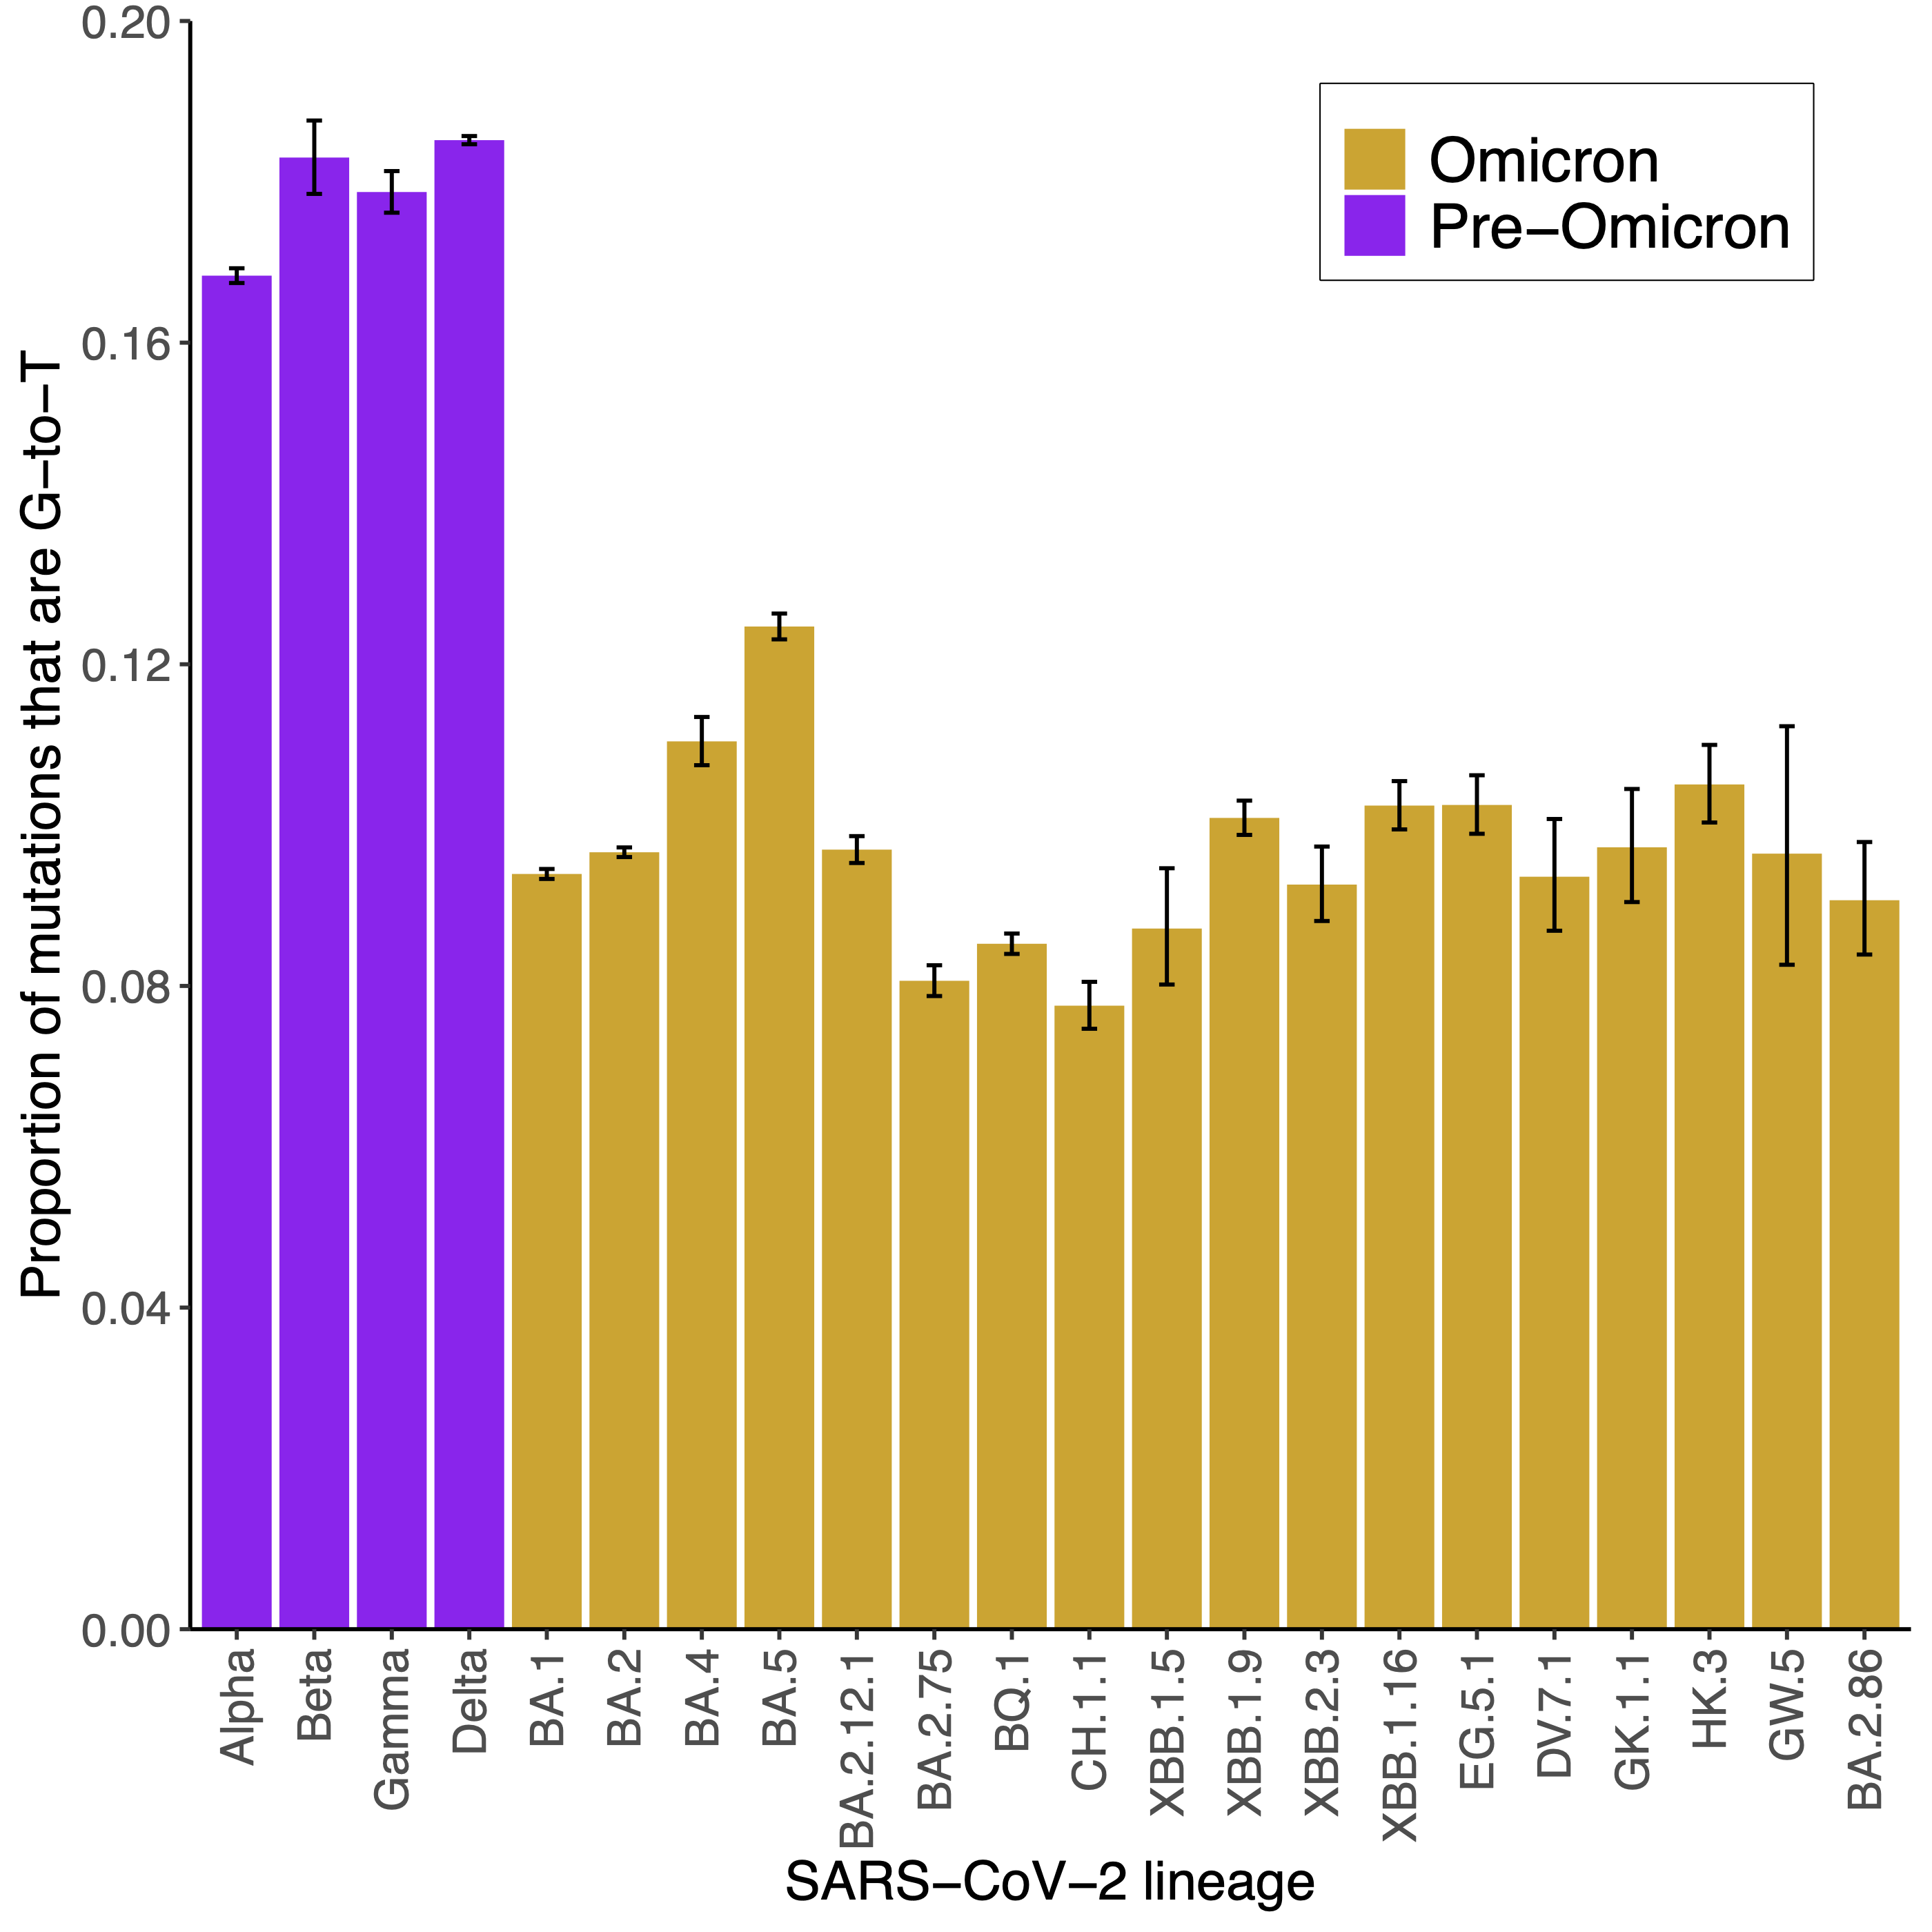 Proportion of mutations that are G−to−T
0.20
0.16
0.12
0.08
0.04
0.00
Omicron
Pre−Omicron
Alpha
Beta
Gamma
Delta
BA.1
BA.2
BA.4
BA.5
BA.2.12.1
BA.2.75
BQ.1
CH.1.1
XBB.1.5
XBB.1.9
XBB.2.3
XBB.1.16
EG.5.1
DV.7.1
GK.1.1
HK.3
GW.5
BA.2.86
SARS−CoV−2 lineage